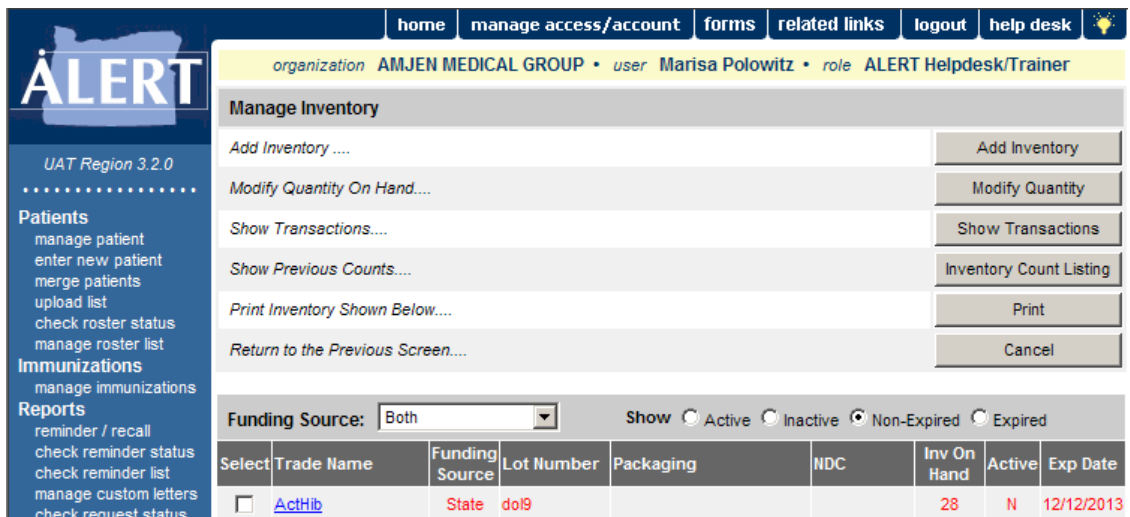 home manage access/account forms related links logout help desk
ALERT
organization AMJEN MEDICAL GROUP • user Marisa Polowitz • role ALERT Helpdesk/Trainer
UAT Region 3.2.0
Patients
manage patient
enter new patient
merge patients
upload list
check roster status
manage roster list
Immunizations
manage immunizations
Reports
reminder / recall
check reminder status
check reminder list
manage custom letters
check request status
Manage Inventory
Add Inventory .... Add Inventory
Modify Quantity On Hand.... Modify Quantity
Show Transactions.... Show Transactions
Show Previous Counts.... Inventory Count Listing
Print Inventory Shown Below.... Print
Return to the Previous Screen.... Cancel
Funding Source: Both Show Active Inactive Non-Expired Expired
Select Trade Name Funding Source Lot Number Packaging NDC Inv On Hand Active Exp Date
ActHib State dol9 28 N 12/12/2013